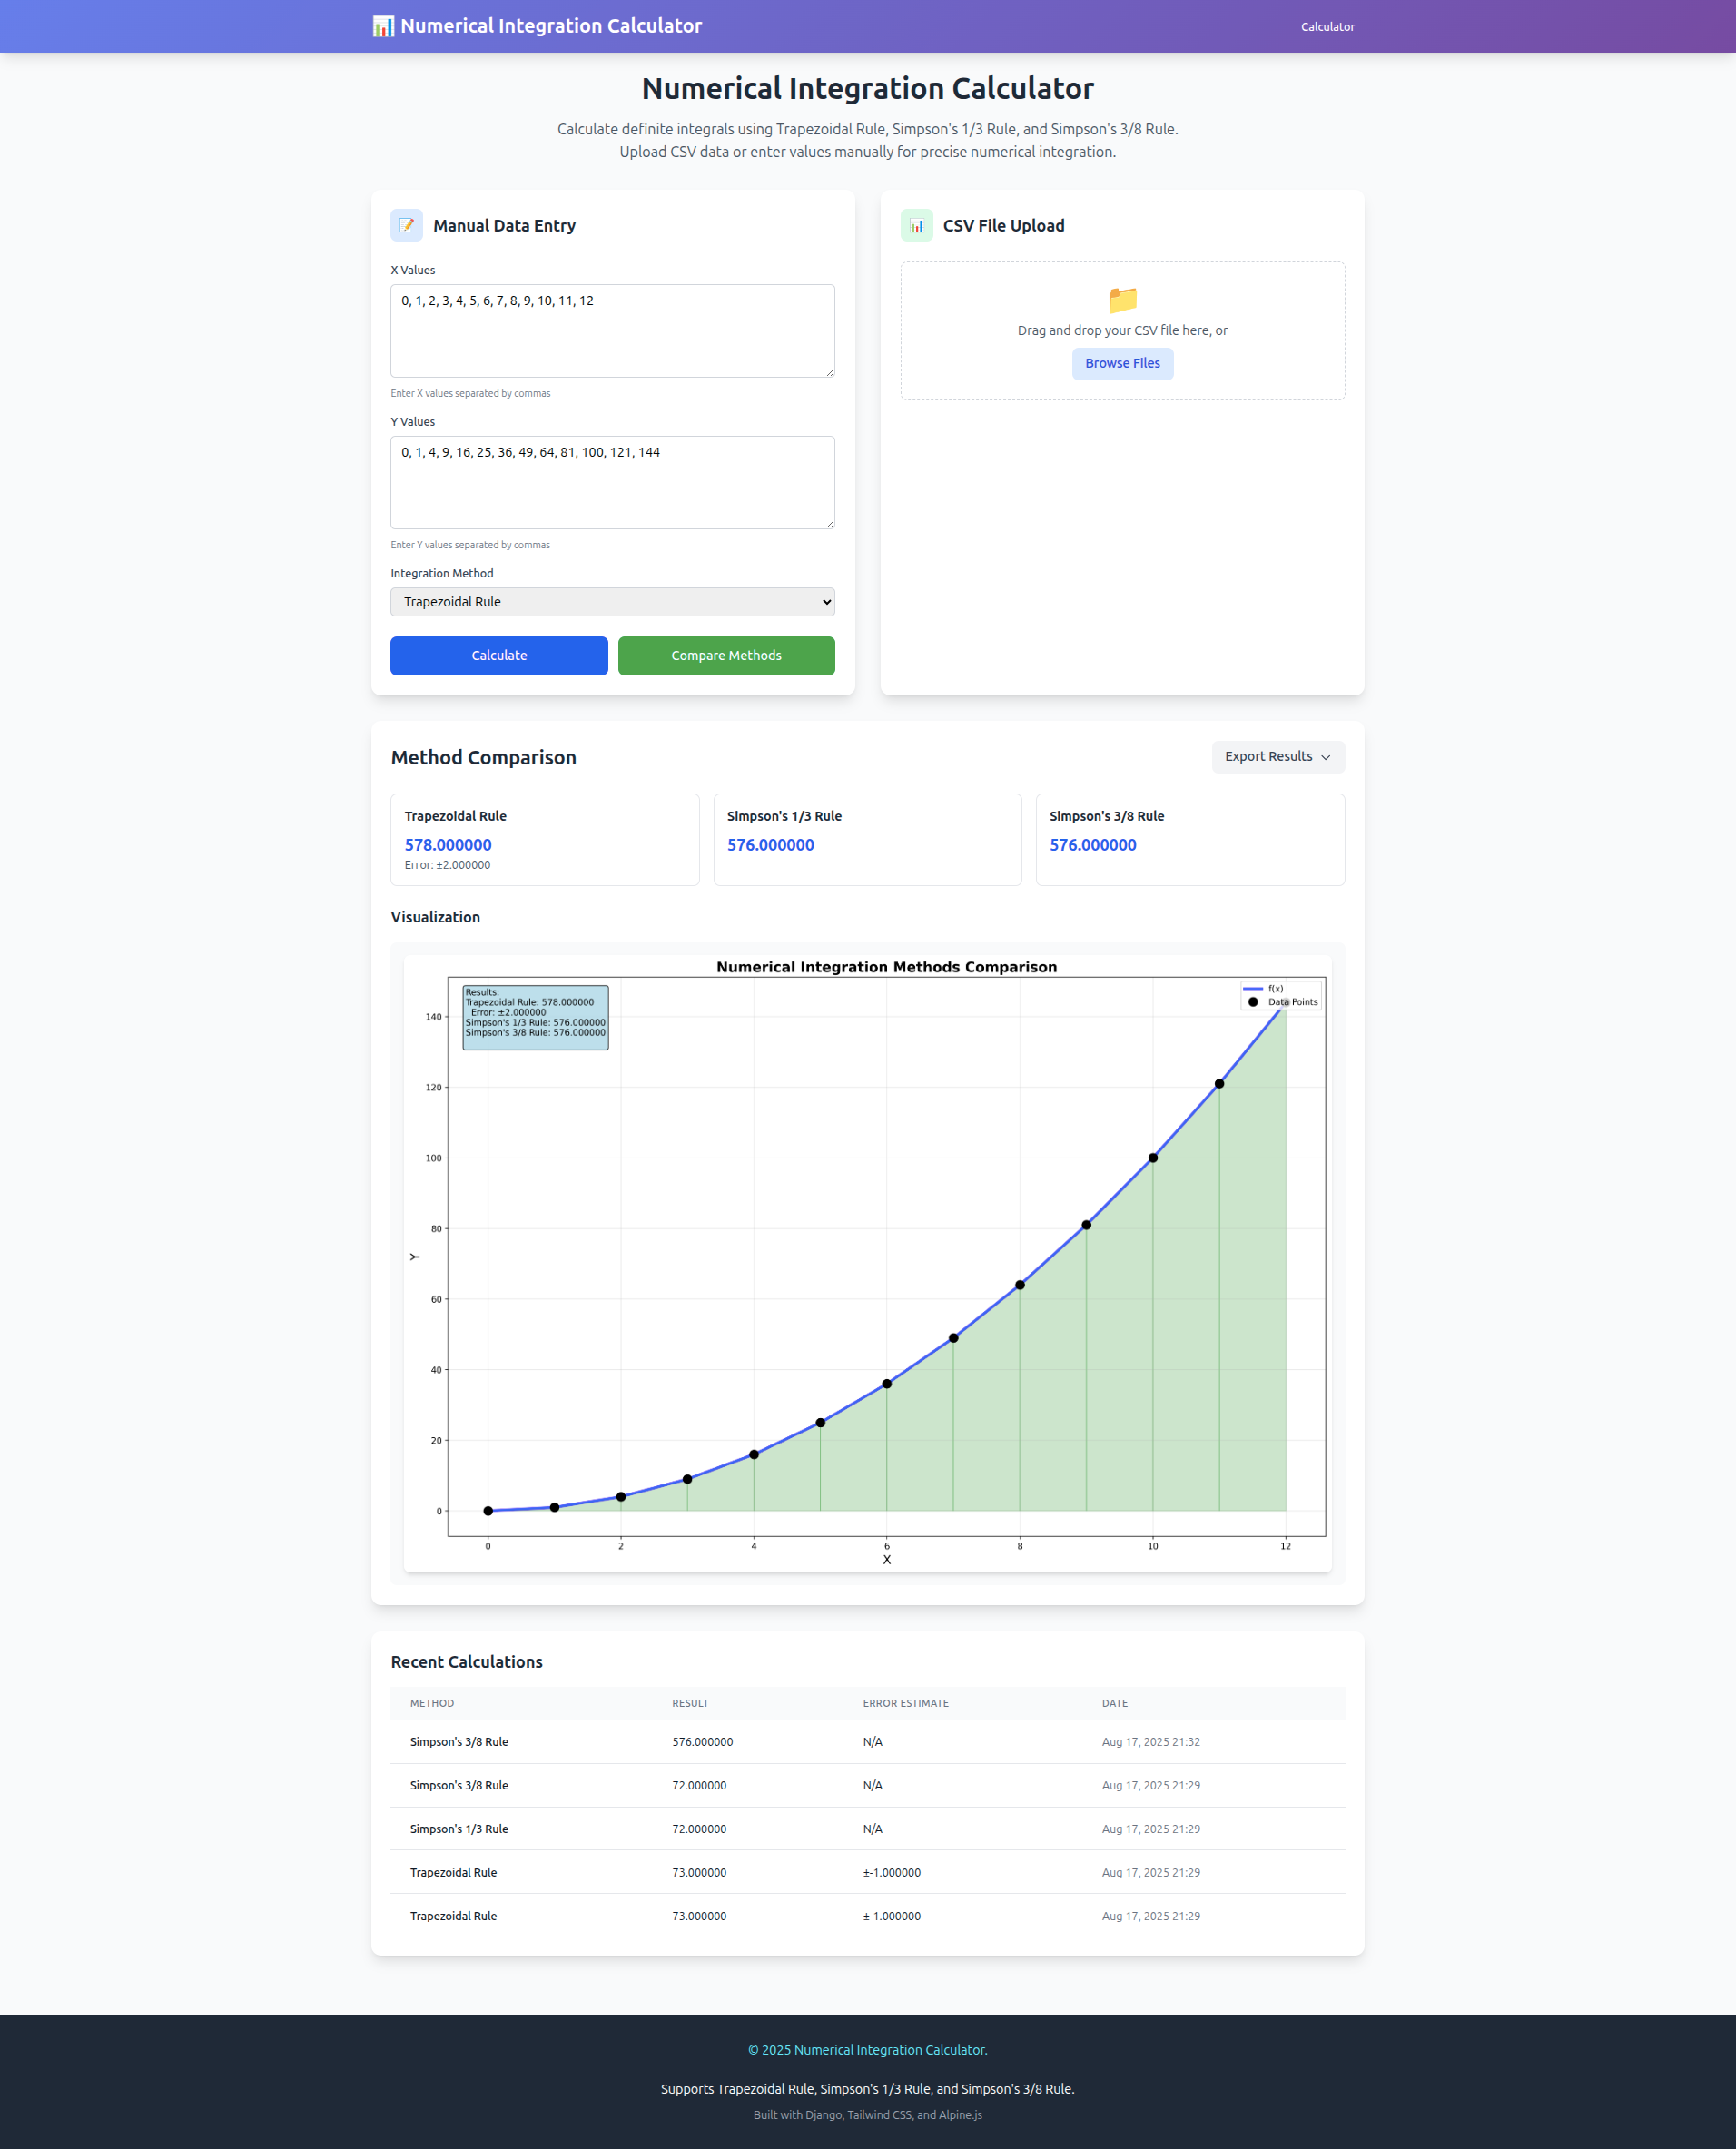 📊 Numerical Integration Calculator
Calculator
Numerical Integration Calculator
Calculate definite integrals using Trapezoidal Rule, Simpson's 1/3 Rule, and Simpson's 3/8 Rule.
Upload CSV data or enter values manually for precise numerical integration.
Manual Data Entry
X Values
0, 1, 2, 3, 4, 5, 6, 7, 8, 9, 10, 11, 12
Enter X values separated by commas
Y Values
0, 1, 4, 9, 16, 25, 36, 49, 64, 81, 100, 121, 144
Enter Y values separated by commas
Integration Method
Trapezoidal Rule
Calculate
Compare Methods
CSV File Upload
Drag and drop your CSV file here, or
Browse Files
Method Comparison
Export Results
Trapezoidal Rule
578.000000
Error: ±2.000000
Simpson's 1/3 Rule
576.000000
Simpson's 3/8 Rule
576.000000
Visualization
Numerical Integration Methods Comparison
Results:
Trapezoidal Rule: 578.000000
Error: ±2.000000
Simpson's 1/3 Rule: 576.000000
Simpson's 3/8 Rule: 576.000000
f(x)
Data Points
140
120
100
80
60
40
20
0
Y
0 2 4 6 8 10 12
X
Recent Calculations
METHOD RESULT ERROR ESTIMATE DATE
Simpson's 3/8 Rule 576.000000 N/A Aug 17, 2025 21:32
Simpson's 3/8 Rule 72.000000 N/A Aug 17, 2025 21:29
Simpson's 1/3 Rule 72.000000 N/A Aug 17, 2025 21:29
Trapezoidal Rule 73.000000 ±-1.000000 Aug 17, 2025 21:29
Trapezoidal Rule 73.000000 ±-1.000000 Aug 17, 2025 21:29
© 2025 Numerical Integration Calculator.
Supports Trapezoidal Rule, Simpson's 1/3 Rule, and Simpson's 3/8 Rule.
Built with Django, Tailwind CSS, and Alpine.js